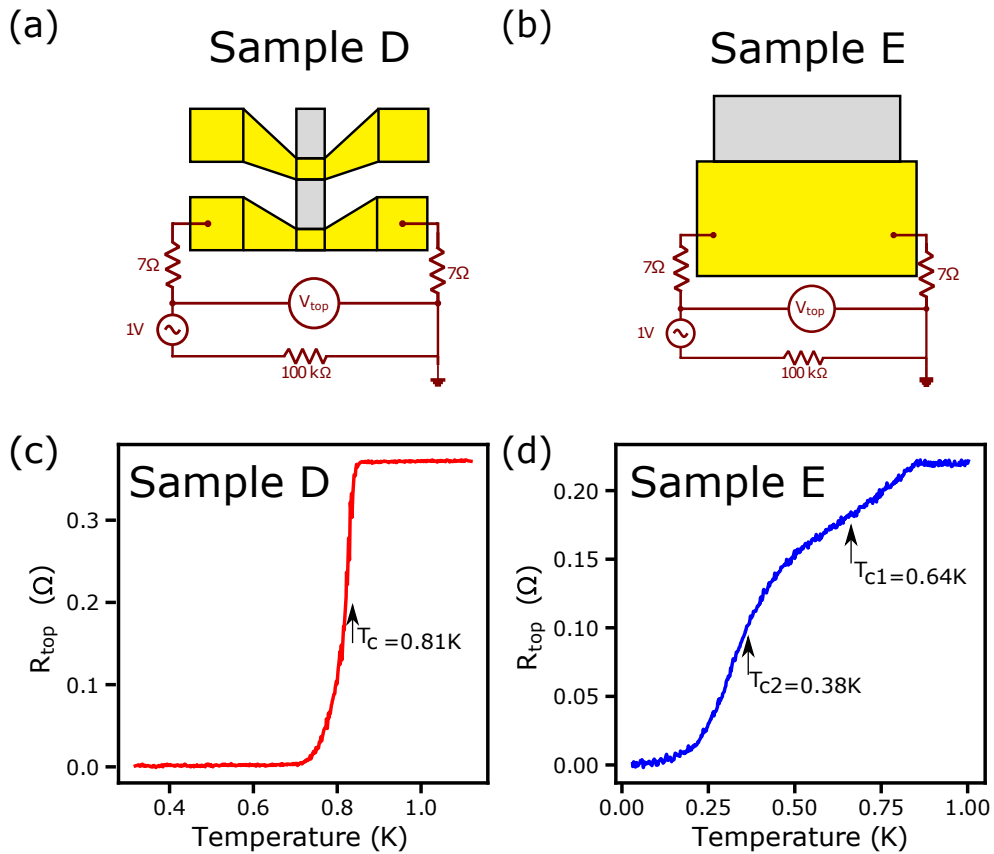 (a)
Sample D
7Ω
7Ω
Vtop
1V
100 kΩ
(b)
Sample E
7Ω
7Ω
Vtop
1V
100 kΩ
(c)
Sample D
Rtop (Ω)
0.3
0.2
0.1
0.0
Tc =0.81K
0.4
0.6
0.8
1.0
Temperature (K)
(d)
Sample E
Rtop (Ω)
0.20
0.15
0.10
0.05
0.00
Tc1=0.64K
Tc2=0.38K
0.00
0.25
0.50
0.75
1.00
Temperature (K)